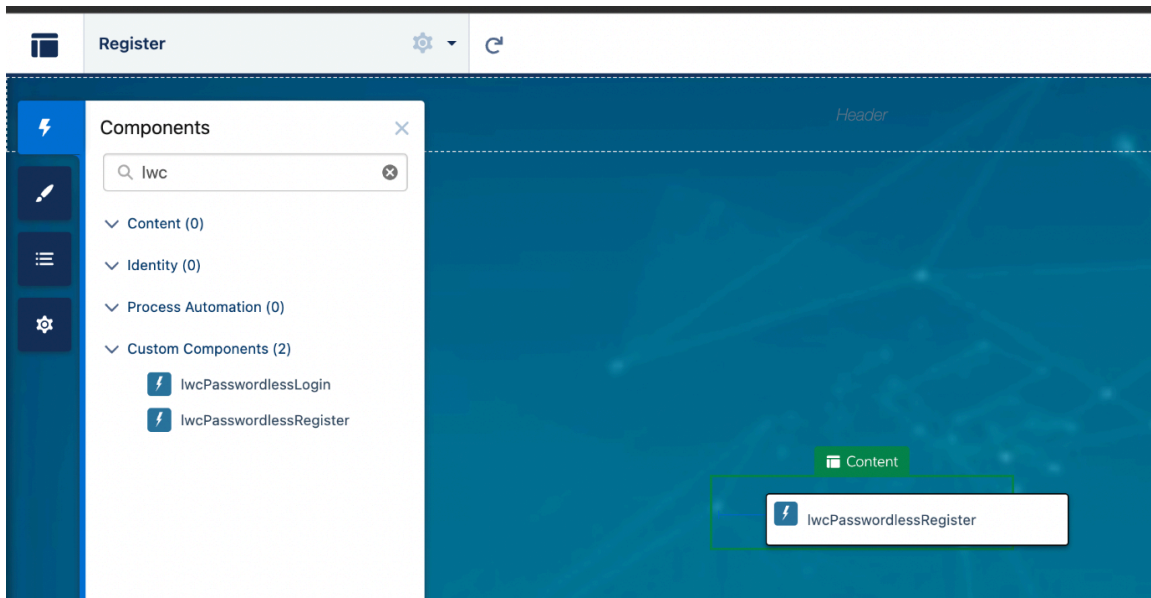 Register
Header
Components
lwc
Content (0)
Identity (0)
Process Automation (0)
Custom Components (2)
lwcPasswordlessLogin
lwcPasswordlessRegister
Content
lwcPasswordlessRegister